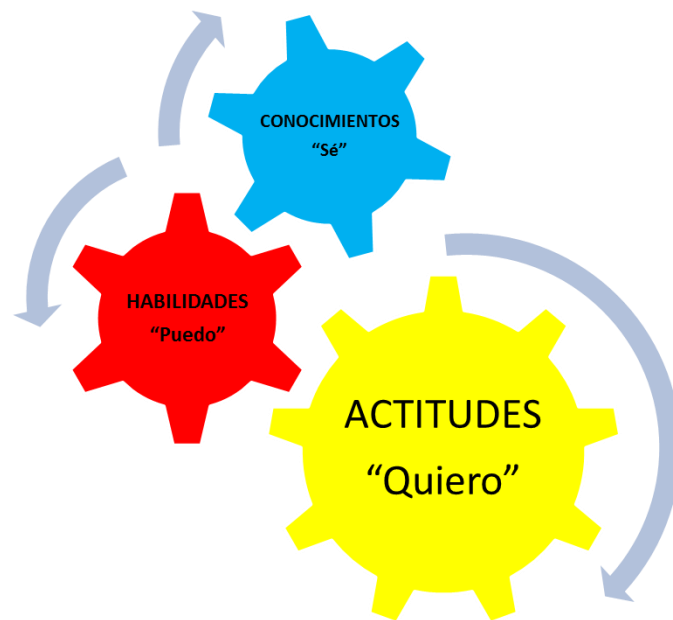 CONOCIMIENTOS
“Sé”
HABILIDADES
“Puedo”
ACTITUDES
“Quiero”